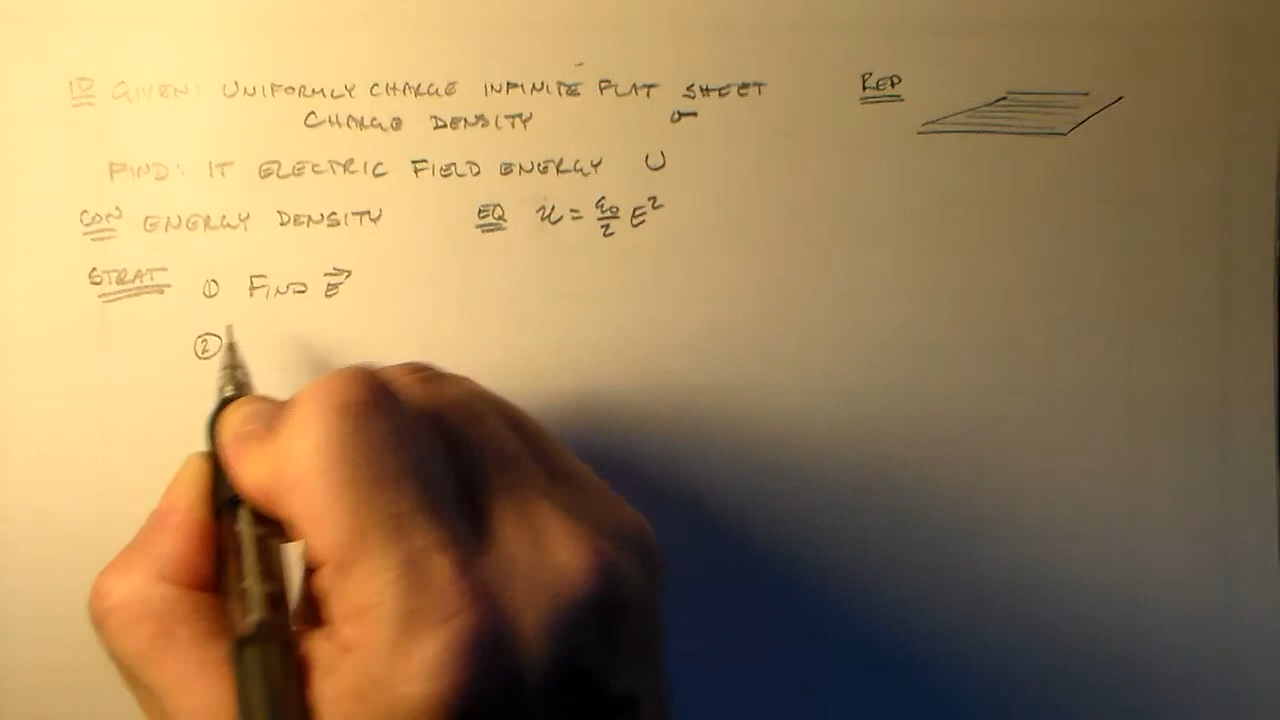 ID GIVEN: UNIFORMLY CHARGE INFINITE FLAT SHEET
CHARGE DENSITY σ
FIND: IT ELECTRIC FIELD ENERGY U
CON ENERGY DENSITY EQ u = ε₀/2 E²
STRAT ① FIND E⃗
②
REP